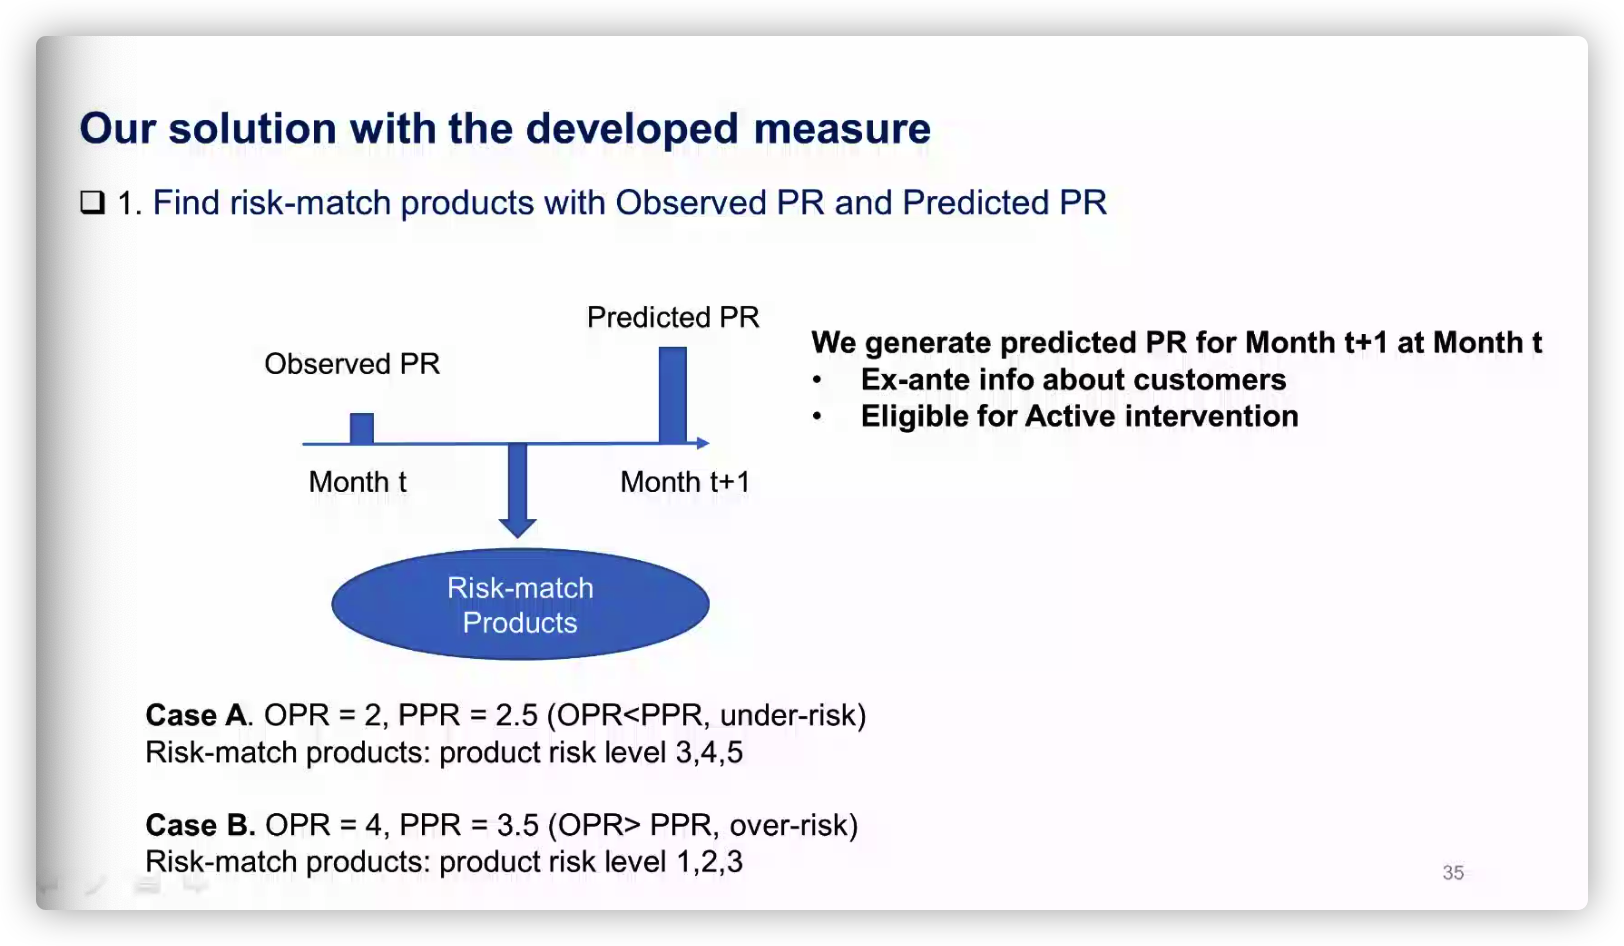 Our solution with the developed measure
1. Find risk-match products with Observed PR and Predicted PR
Predicted PR
Observed PR
Month t
Month t+1
Risk-match
Products
We generate predicted PR for Month t+1 at Month t
• Ex-ante info about customers
• Eligible for Active intervention
Case A. OPR = 2, PPR = 2.5 (OPR<PPR, under-risk)
Risk-match products: product risk level 3,4,5
Case B. OPR = 4, PPR = 3.5 (OPR> PPR, over-risk)
Risk-match products: product risk level 1,2,3
35